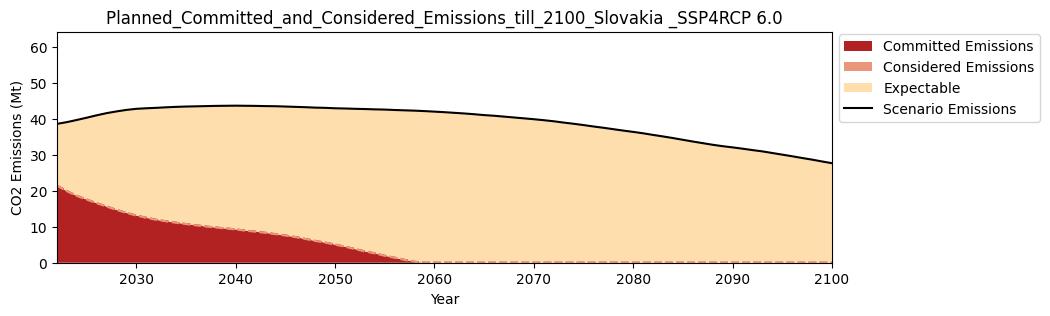 Planned_Committed_and_Considered_Emissions_till_2100_Slovakia _SSP4RCP 6.0
60
50
40
30
20
10
0
CO2 Emissions (Mt)
2030 2040 2050 2060 2070 2080 2090 2100
Year
Committed Emissions
Considered Emissions
Expectable
Scenario Emissions